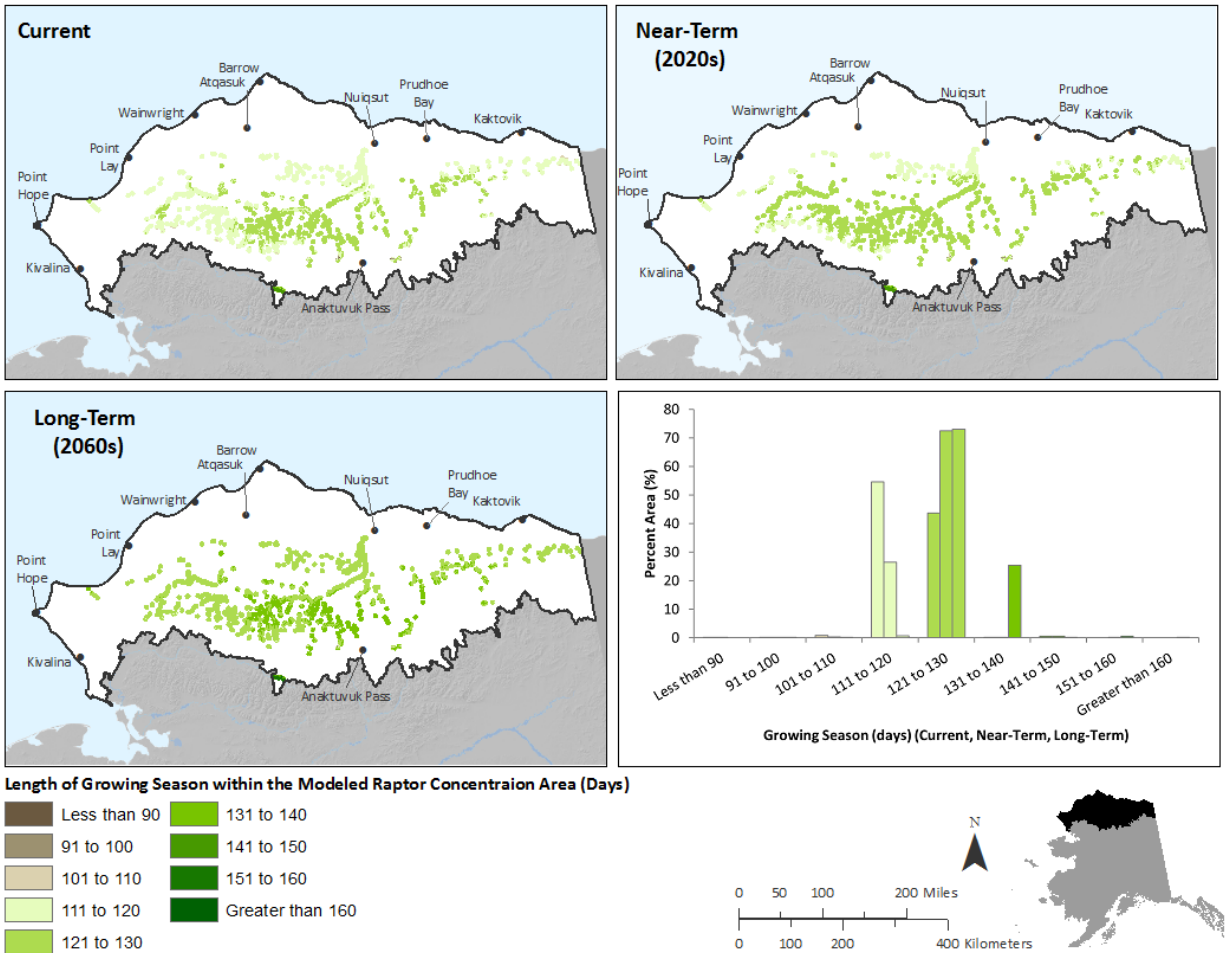 Current
Barrow
Atqasuk
Wainwright
Nuiqsut
Prudhoe
Bay
Kaktovik
Point
Lay
Point
Hope
Kivalina
Anaktuvuk Pass
Near-Term
(2020s)
Barrow
Atqasuk
Wainwright
Nuiqsut
Prudhoe
Bay
Kaktovik
Point
Lay
Point
Hope
Kivalina
Anaktuvuk Pass
Long-Term
(2060s)
Barrow
Atqasuk
Wainwright
Nuiqsut
Prudhoe
Bay
Kaktovik
Point
Lay
Point
Hope
Kivalina
Anaktuvuk Pass
Percent Area (%)
80
70
60
50
40
30
20
10
0
Less than 90
91 to 100
101 to 110
111 to 120
121 to 130
131 to 140
141 to 150
151 to 160
Greater than 160
Growing Season (days) (Current, Near-Term, Long-Term)
Length of Growing Season within the Modeled Raptor Concentraion Area (Days)
Less than 90
91 to 100
101 to 110
111 to 120
121 to 130
131 to 140
141 to 150
151 to 160
Greater than 160
N
0 50 100 200 Miles
0 100 200 400 Kilometers